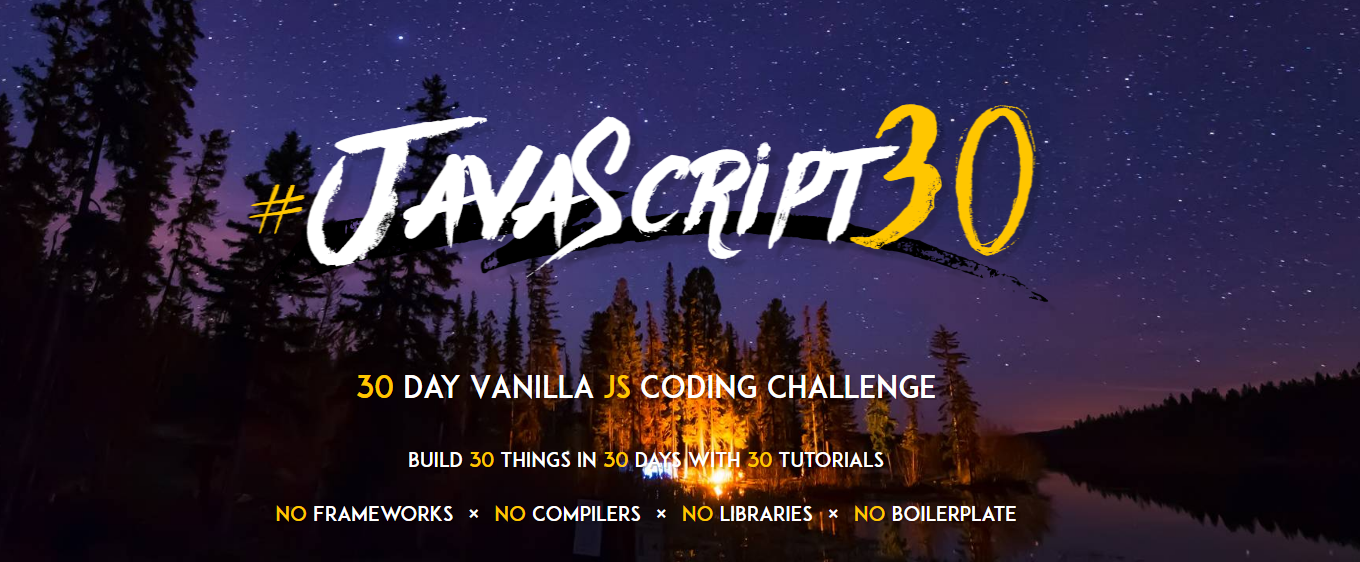 #JavaScript30
30 DAY VANILLA JS CODING CHALLENGE
BUILD 30 THINGS IN 30 DAYS WITH 30 TUTORIALS
NO FRAMEWORKS × NO COMPILERS × NO LIBRARIES × NO BOILERPLATE